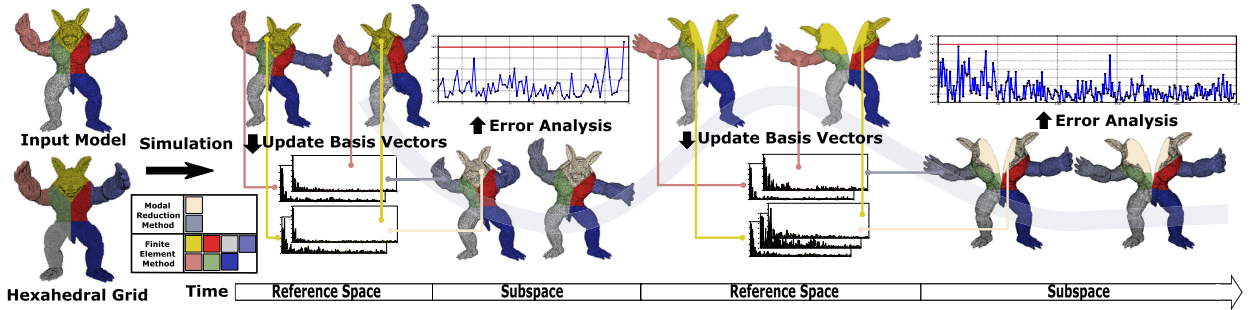 Input Model
Hexahedral Grid
Simulation
Modal
Reduction
Method
Finite
Element
Method
Update Basis Vectors
Error Analysis
Update Basis Vectors
Error Analysis
Time
Reference Space
Subspace
Reference Space
Subspace